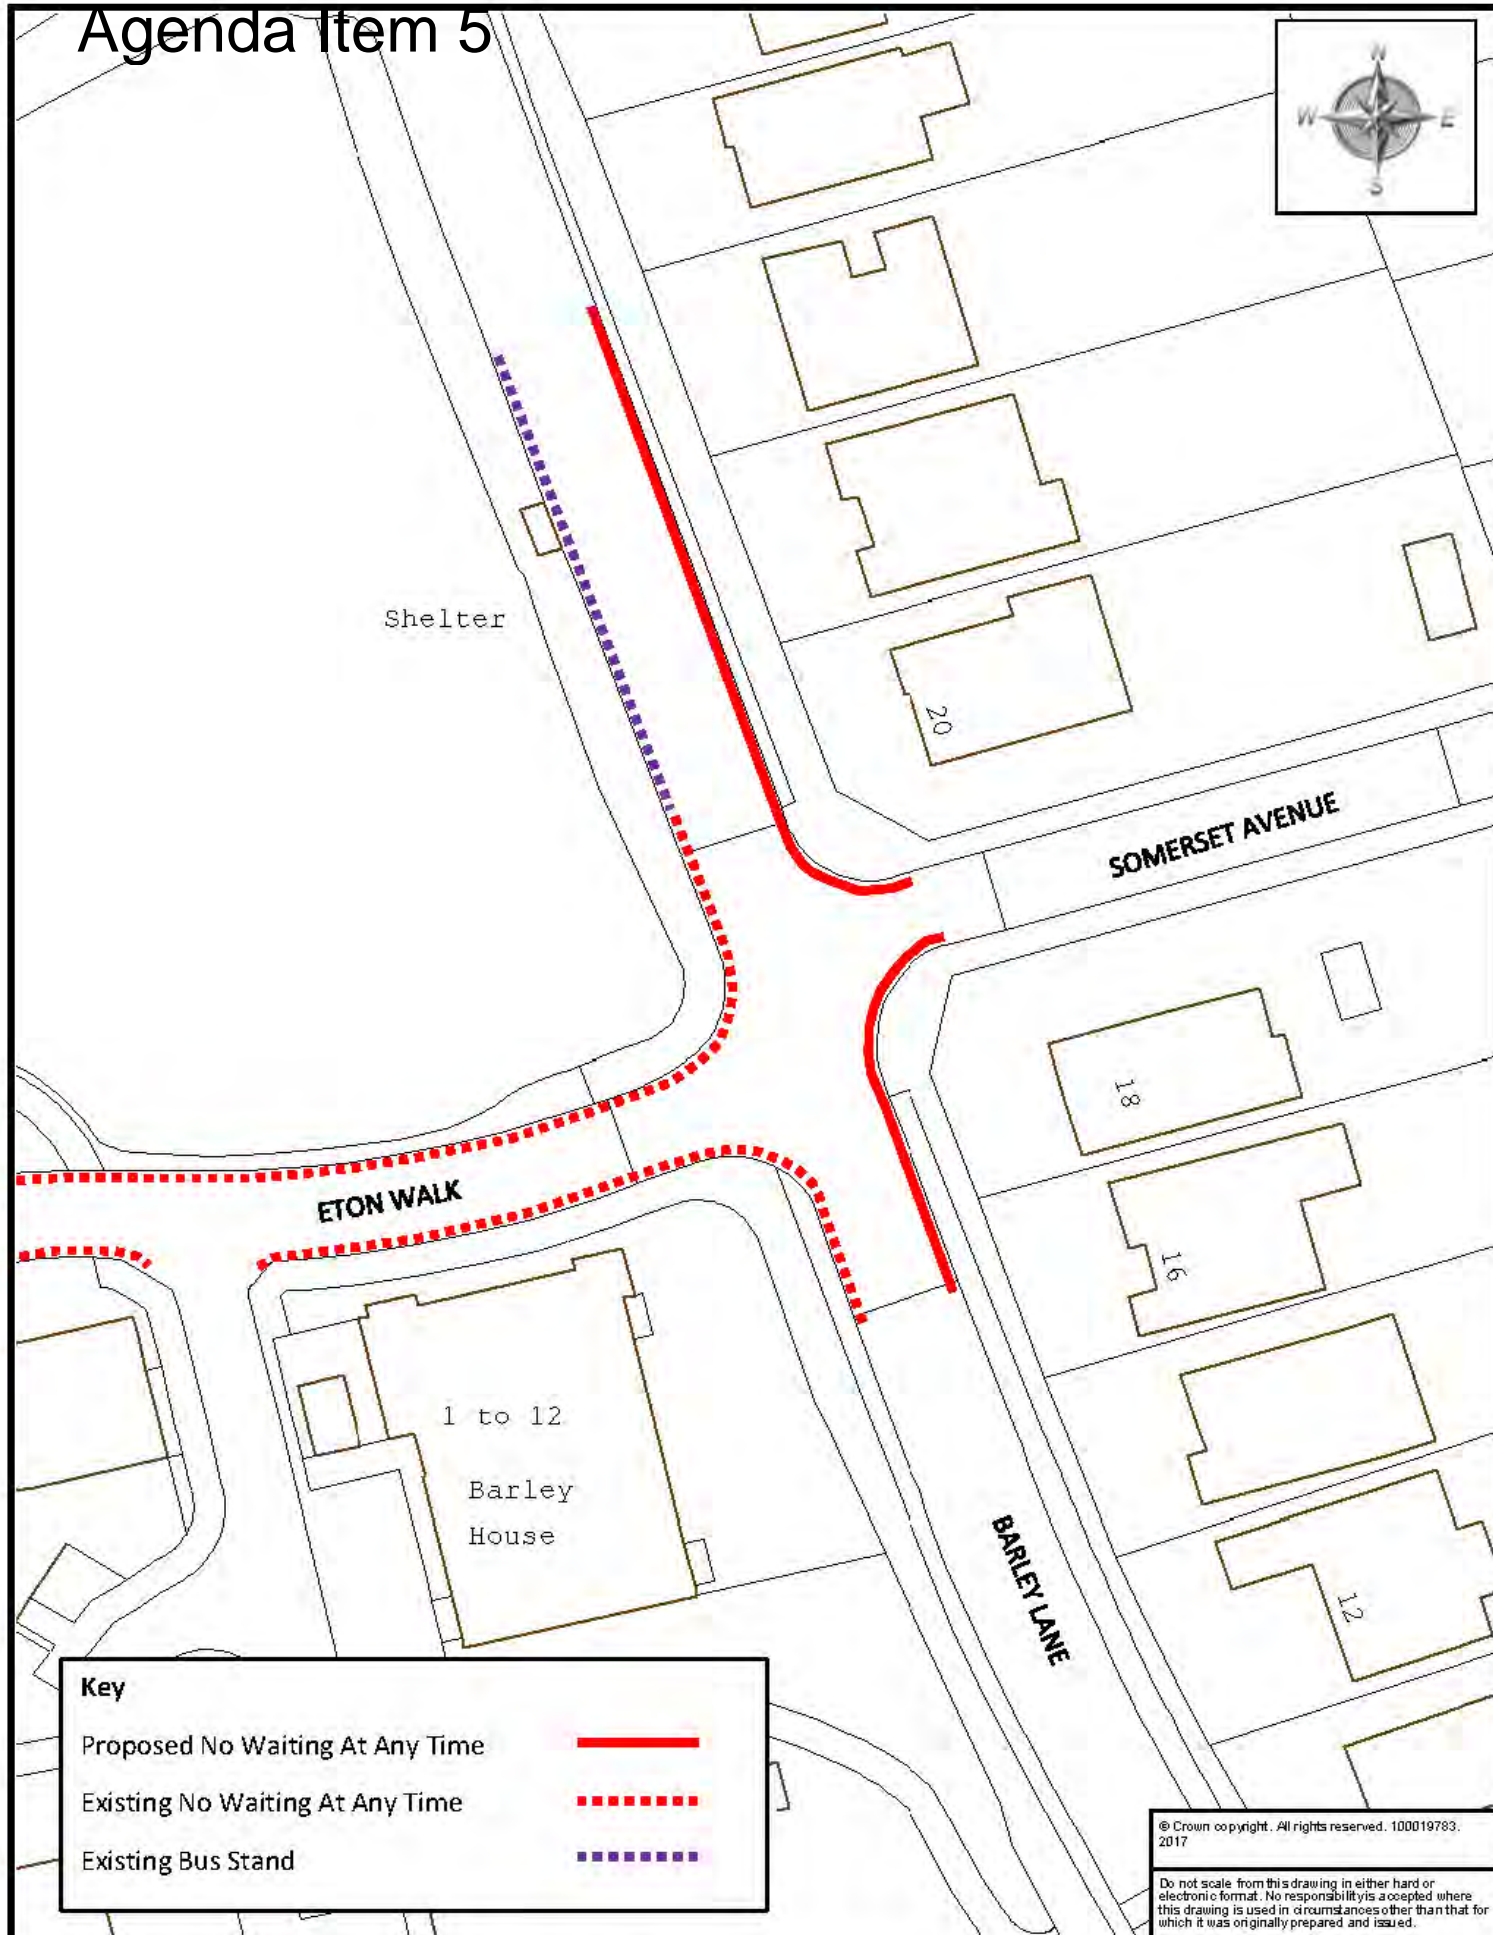 Agenda Item 5
N
W E
S
Shelter
20
SOMERSET AVENUE
18
ETON WALK
16
1 to 12
Barley
House
BARLEY LANE
12
Key
Proposed No Waiting At Any Time
Existing No Waiting At Any Time
Existing Bus Stand
© Crown copyright. All rights reserved. 100019783.
2017
Do not scale from this drawing in either hard or
electronic format. No responsibility is accepted where
this drawing is used in circumstances other than that for
which it was originally prepared and issued.